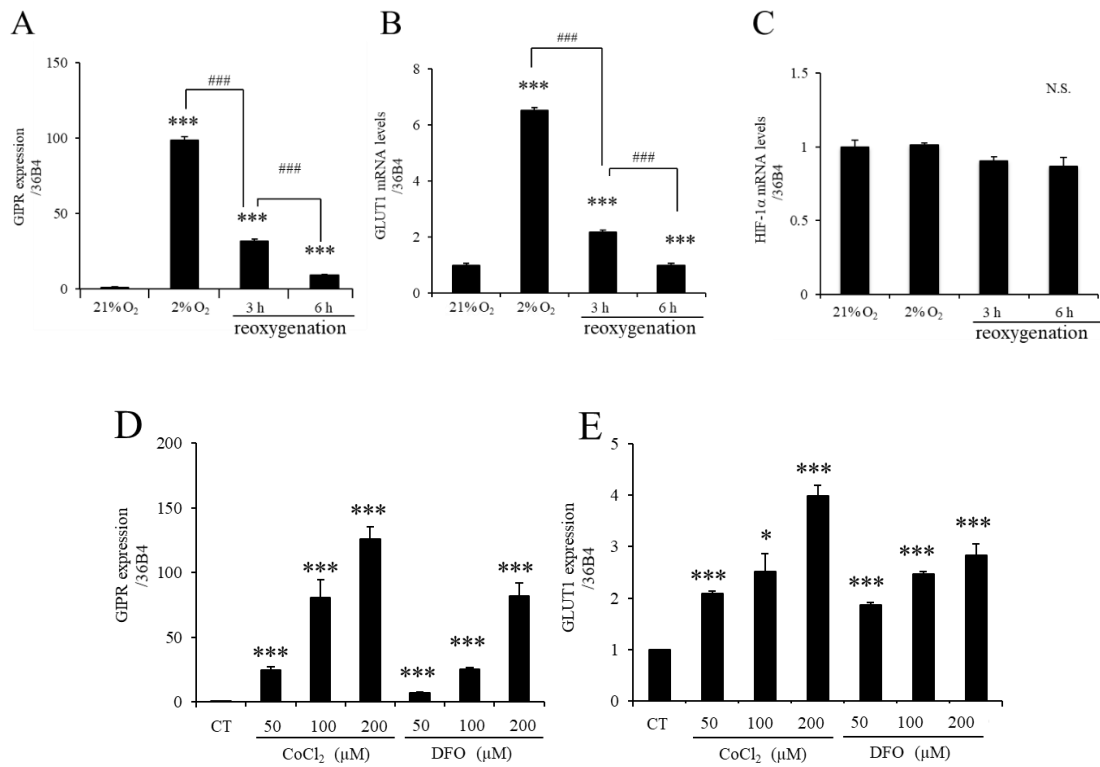 A
GIPR expression
/36B4
150
100
50
0
***
***
***
###
###
21% O₂
2% O₂
3 h
6 h
reoxygenation
B
GLUT1 mRNA levels
/36B4
8
6
4
2
0
***
***
***
###
###
21% O₂
2% O₂
3 h
6 h
reoxygenation
C
HIF-1α mRNA levels
/36B4
1.5
1
0.5
0
N.S.
21% O₂
2% O₂
3 h
6 h
reoxygenation
D
GIPR expression
/36B4
200
150
100
50
0
***
***
***
***
***
***
CT
50
100
200
50
100
200
CoCl₂ (μM)
DFO (μM)
E
GLUT1 expression
/36B4
5
4
3
2
1
0
***
*
***
***
***
***
CT
50
100
200
50
100
200
CoCl₂ (μM)
DFO (μM)